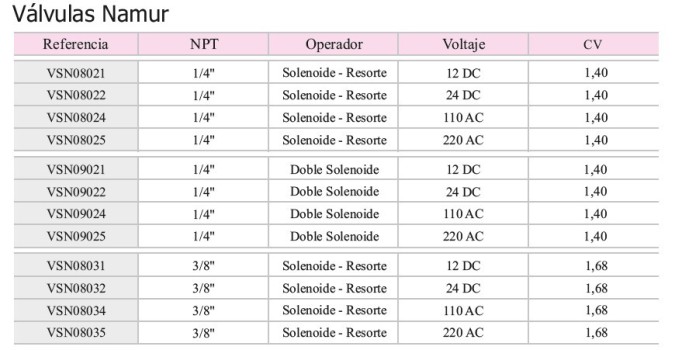 Válvulas Namur
Referencia NPT Operador Voltaje CV
VSN08021 1/4" Solenoide - Resorte 12 DC 1,40
VSN08022 1/4" Solenoide - Resorte 24 DC 1,40
VSN08024 1/4" Solenoide - Resorte 110 AC 1,40
VSN08025 1/4" Solenoide - Resorte 220 AC 1,40
VSN09021 1/4" Doble Solenoide 12 DC 1,40
VSN09022 1/4" Doble Solenoide 24 DC 1,40
VSN09024 1/4" Doble Solenoide 110 AC 1,40
VSN09025 1/4" Doble Solenoide 220 AC 1,40
VSN08031 3/8" Solenoide - Resorte 12 DC 1,68
VSN08032 3/8" Solenoide - Resorte 24 DC 1,68
VSN08034 3/8" Solenoide - Resorte 110 AC 1,68
VSN08035 3/8" Solenoide - Resorte 220 AC 1,68